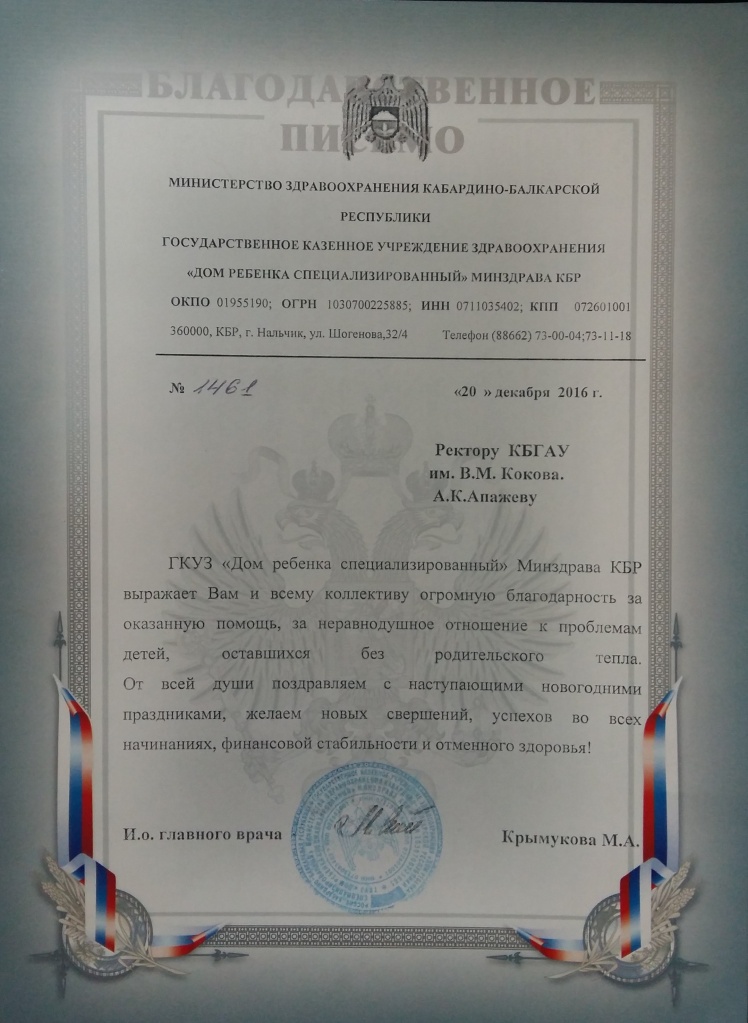 БЛАГОДАРСТВЕННОЕ
ПИСЬМО
МИНИСТЕРСТВО ЗДРАВООХРАНЕНИЯ КАБАРДИНО-БАЛКАРСКОЙ
РЕСПУБЛИКИ
ГОСУДАРСТВЕННОЕ КАЗЕННОЕ УЧРЕЖДЕНИЕ ЗДРАВООХРАНЕНИЯ
«ДОМ РЕБЕНКА СПЕЦИАЛИЗИРОВАННЫЙ» МИНЗДРАВА КБР
ОКПО 01955190; ОГРН 1030700225885; ИНН 0711035402; КПП 072601001
360000, КБР, г. Нальчик, ул. Шогенова,32/4 Телефон (88662) 73-00-04;73-11-18
№ 1461 «20 » декабря 2016 г.
Ректору КБГАУ
им. В.М. Кокова.
А.К.Апажеву
ГКУЗ «Дом ребенка специализированный» Минздрава КБР
выражает Вам и всему коллективу огромную благодарность за
оказанную помощь, за неравнодушное отношение к проблемам
детей, оставшихся без родительского тепла.
От всей души поздравляем с наступающими новогодними
праздниками, желаем новых свершений, успехов во всех
начинаниях, финансовой стабильности и отменного здоровья!
И.о. главного врача Крымукова М.А.